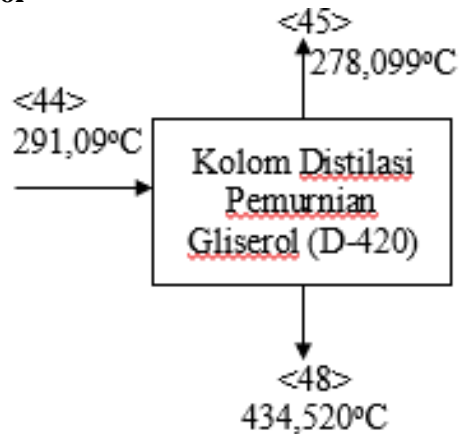 <45>
278,099°C
<44>
291,09°C
Kolom Distilasi
Pemurnian
Gliserol (D-420)
<48>
434,520°C